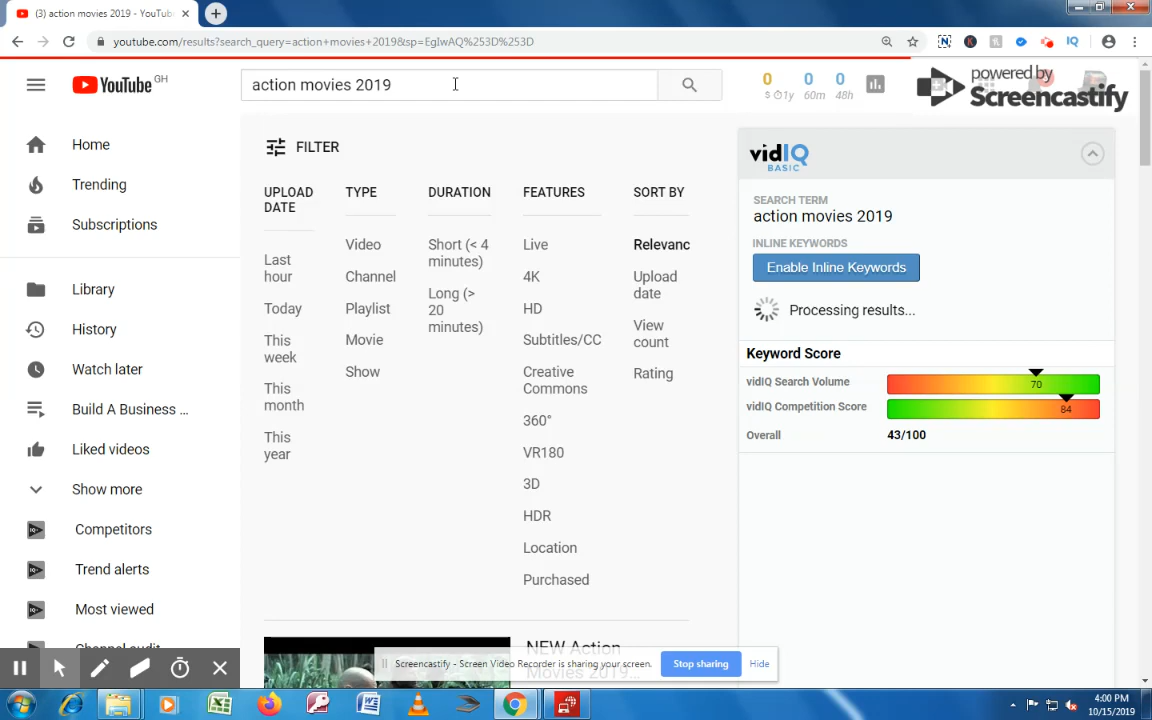 (3) action movies 2019 - YouTub
youtube.com/results?search_query=action+movies+2019&sp=EgIwAQ%253D%253D
YouTube GH
action movies 2019
0 0 0
$ 1y 60m 48h
powered by
Screencastify
Home
Trending
Subscriptions
Library
History
Watch later
Build A Business ...
Liked videos
Show more
Competitors
Trend alerts
Most viewed
Channel audit
FILTER
UPLOAD
DATE
Last
hour
Today
This
week
This
month
This
year
TYPE
Video
Channel
Playlist
Movie
Show
DURATION
Short (< 4
minutes)
Long (>
20
minutes)
FEATURES
Live
4K
HD
Subtitles/CC
Creative
Commons
360°
VR180
3D
HDR
Location
Purchased
SORT BY
Relevanc
Upload
date
View
count
Rating
NEW Action
Movies 2019...
vidIQ
BASIC
SEARCH TERM
action movies 2019
INLINE KEYWORDS
Enable Inline Keywords
Processing results...
Keyword Score
vidIQ Search Volume
70
vidIQ Competition Score
84
Overall
43/100
Screencastify - Screen Video Recorder is sharing your screen.
Stop sharing
Hide
4:00 PM
10/15/2019